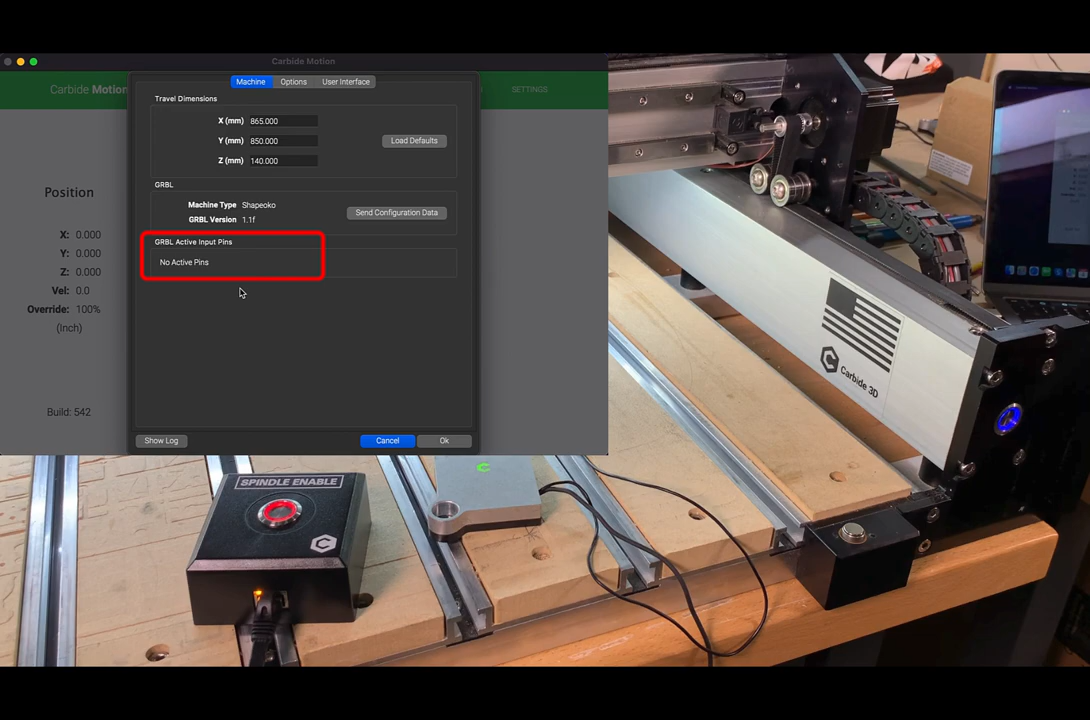 Carbide Motion
Carbide Motion
SETTINGS
Machine
Options
User Interface
Travel Dimensions
X (mm) 865.000
Y (mm) 850.000
Z (mm) 140.000
Load Defaults
GRBL
Machine Type Shapeoko
GRBL Version 1.1f
Send Configuration Data
GRBL Active Input Pins
No Active Pins
Position
X: 0.000
Y: 0.000
Z: 0.000
Vel: 0.0
Override: 100%
(Inch)
Build: 542
Show Log
Cancel
Ok
Carbide 3D
SPINDLE ENABLE